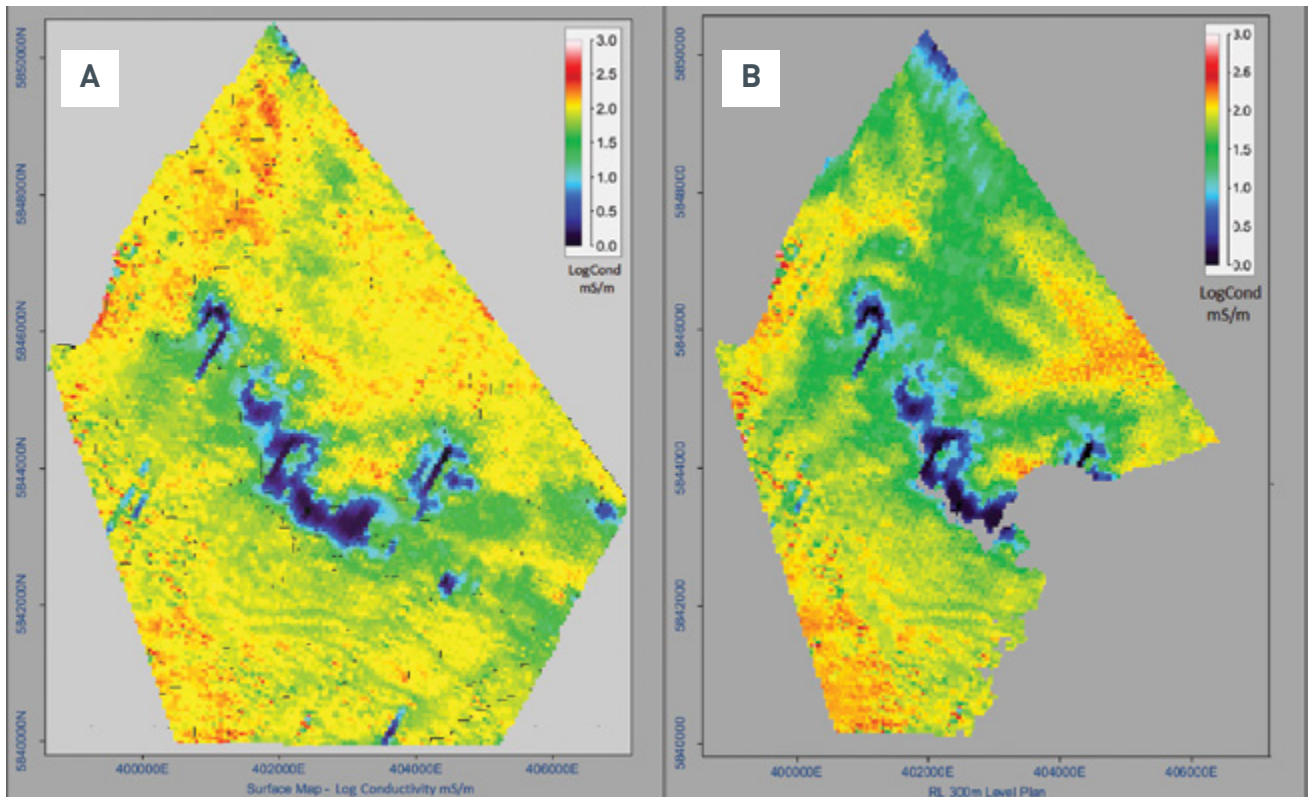 A
5850000N
5848000N
5846000N
5844000N
5842000N
5840000N
400000E
402000E
404000E
406000E
Surface Map - Log Conductivity mS/m
3.0
2.5
2.0
1.5
1.0
0.5
0.0
LogCond
mS/m
B
5850000
5848000
5846000
5844000
5842000
5840000
400000E
402000E
404000E
406000E
RL 300m Level Plan
3.0
2.5
2.0
1.5
1.0
0.5
0.0
LogCond
mS/m